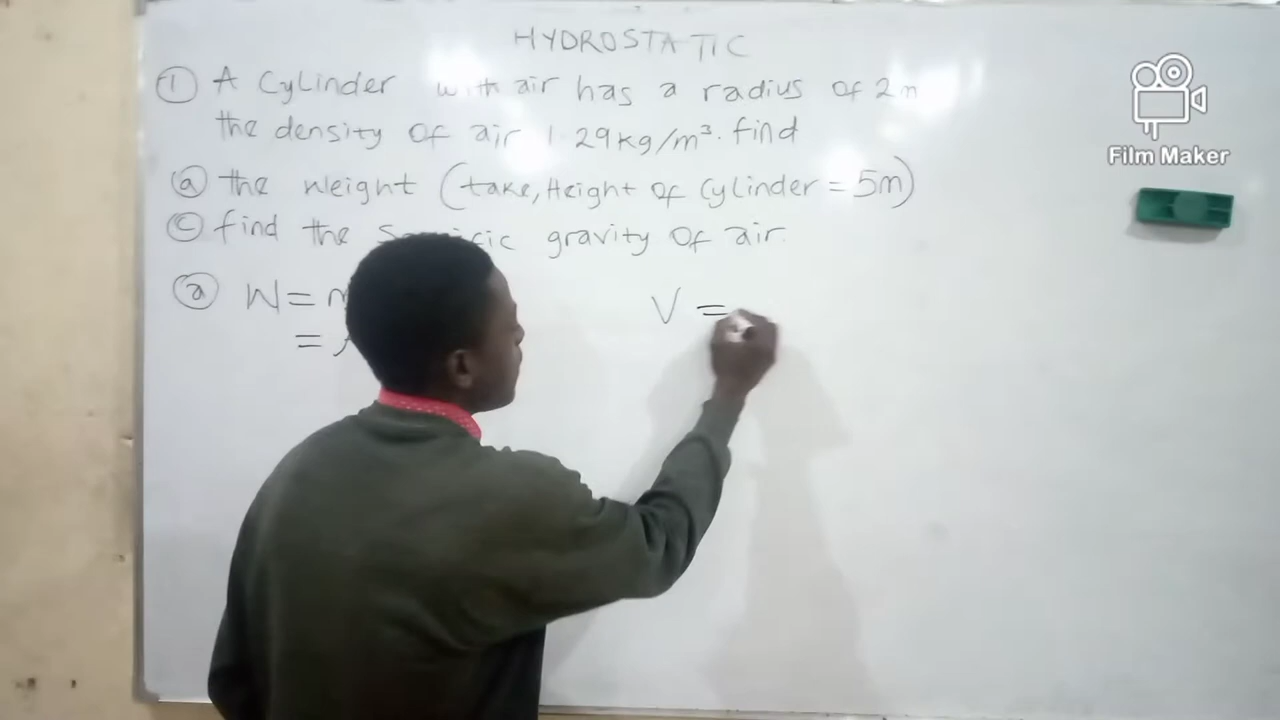 HYDROSTATIC
① A Cylinder with air has a radius of 2m
the density of air 1.29kg/m³. find
ⓐ the weight (take, Height of Cylinder = 5m)
ⓒ find the gravity of air.
ⓐ W =
=
V =
Film Maker